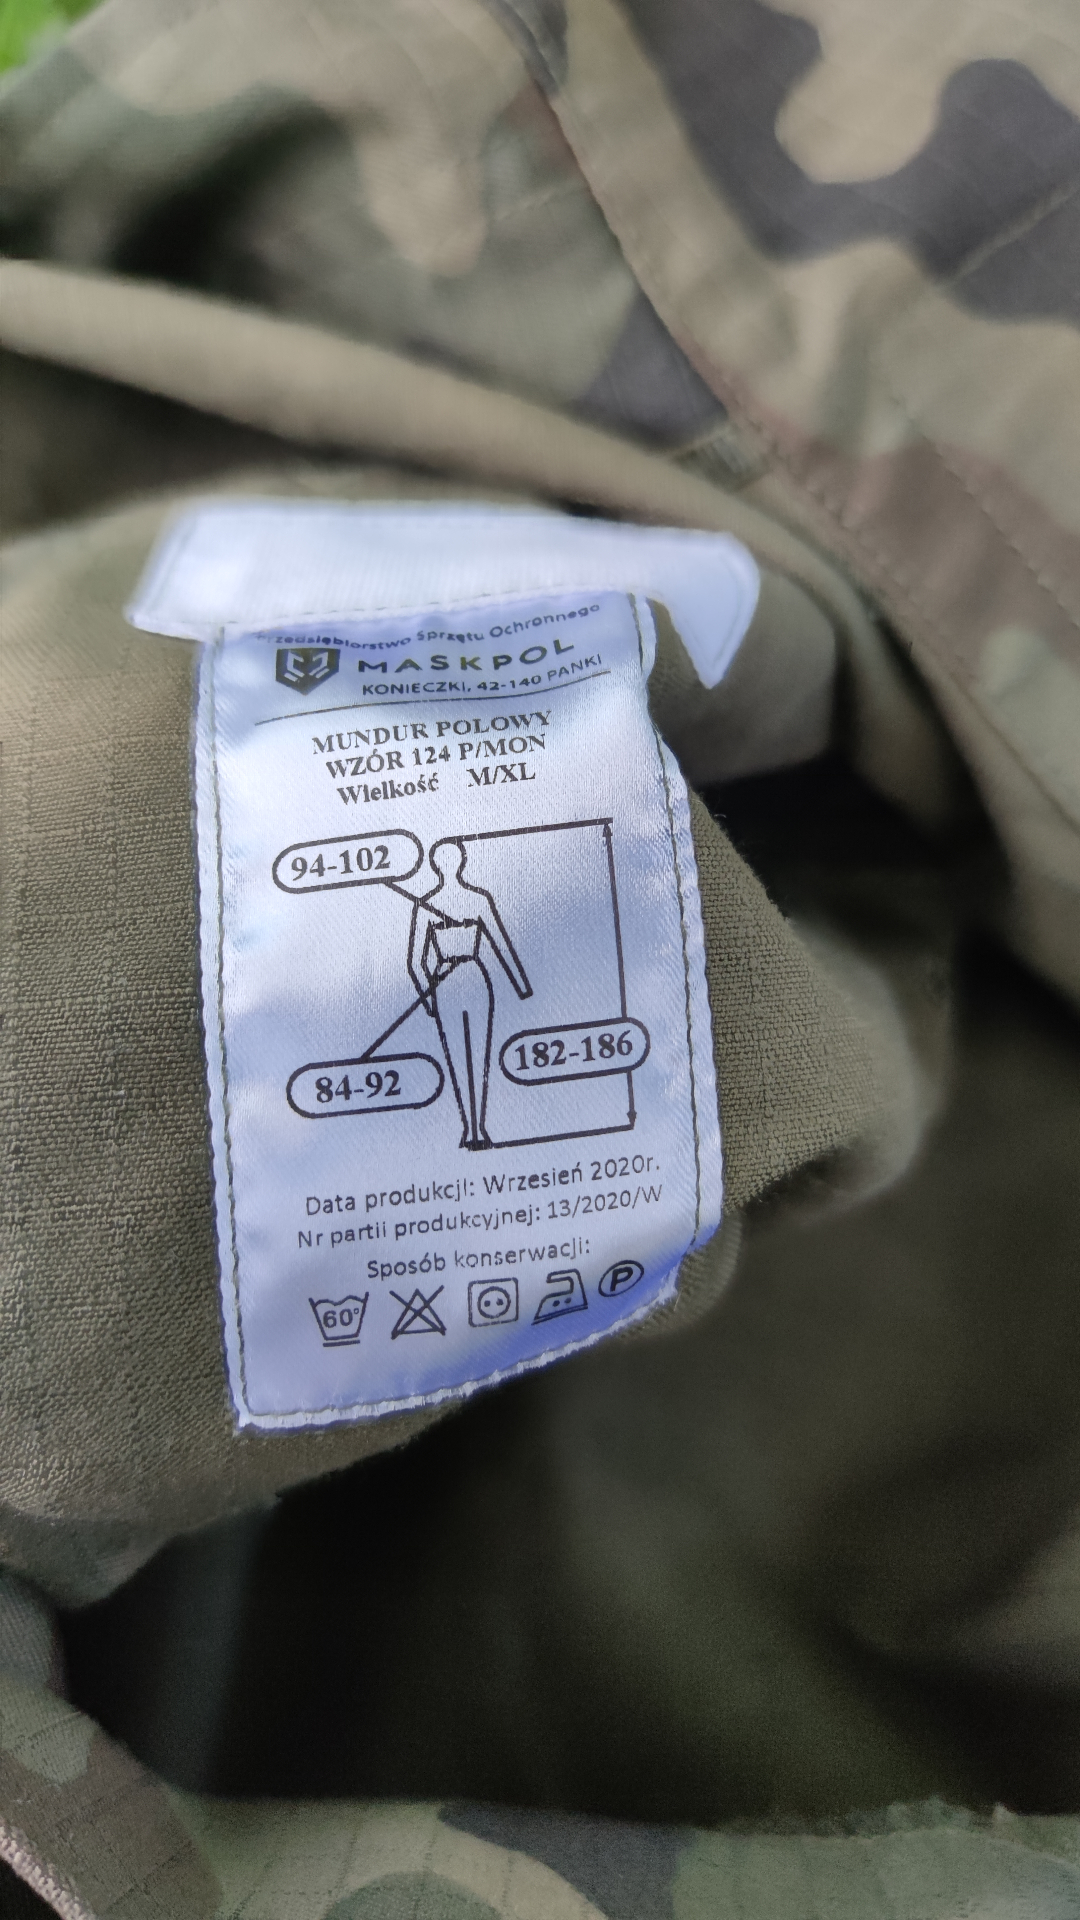 Przedsiębiorstwo Sprzętu Ochronnego
MASKPOL
KONIECZKI, 42-140 PANKI
MUNDUR POLOWY
WZÓR 124 P/MON
Wielkość M/XL
94-102
182-186
84-92
Data produkcji: Wrzesień 2020r.
Nr partii produkcyjnej: 13/2020/W
Sposób konserwacji:
60° P